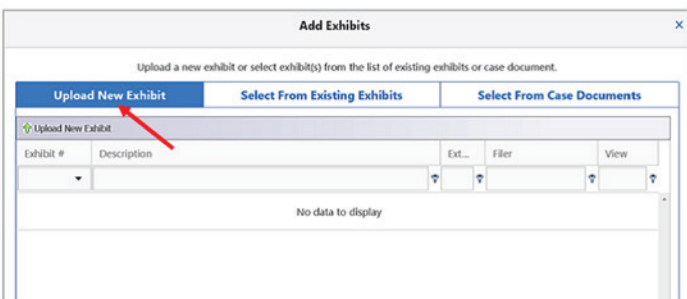 Add Exhibits
Upload a new exhibit or select exhibit(s) from the list of existing exhibits or case document.
Upload New Exhibit Select From Existing Exhibits Select From Case Documents
Upload New Exhibit
Exhibit # Description Ext... Filer View
No data to display